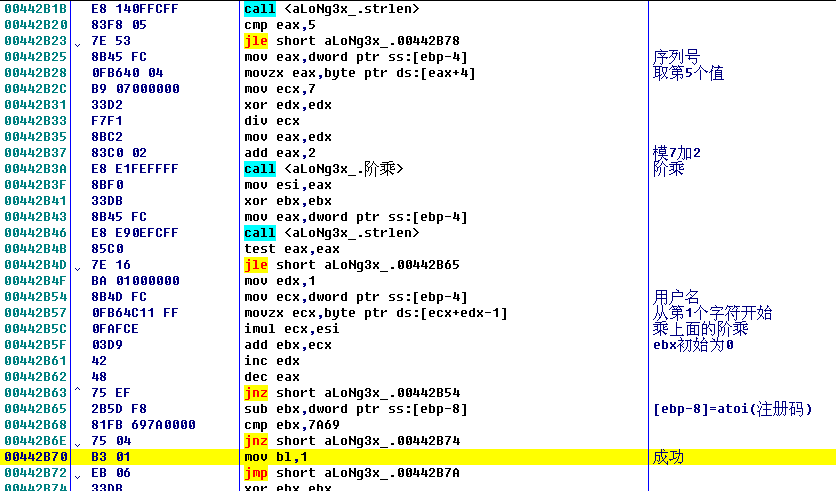 00442B1B E8 140FFCFF call <aLoNg3x_.strlen>
00442B20 83F8 05 cmp eax,5
00442B23 7E 53 jle short aLoNg3x_.00442B78
00442B25 8B45 FC mov eax,dword ptr ss:[ebp-4] 序列号
00442B28 0FB640 04 movzx eax,byte ptr ds:[eax+4] 取第5个值
00442B2C B9 07000000 mov ecx,7
00442B31 33D2 xor edx,edx
00442B33 F7F1 div ecx
00442B35 8BC2 mov eax,edx
00442B37 83C0 02 add eax,2 模7加2
00442B3A E8 E1FEFFFF call <aLoNg3x_.阶乘> 阶乘
00442B3F 8BF0 mov esi,eax
00442B41 33DB xor ebx,ebx
00442B43 8B45 FC mov eax,dword ptr ss:[ebp-4]
00442B46 E8 E90EFCFF call <aLoNg3x_.strlen>
00442B4B 85C0 test eax,eax
00442B4D 7E 16 jle short aLoNg3x_.00442B65
00442B4F BA 01000000 mov edx,1
00442B54 8B4D FC mov ecx,dword ptr ss:[ebp-4] 用户名
00442B57 0FB64C11 FF movzx ecx,byte ptr ds:[ecx+edx-1] 从第1个字符开始
00442B5C 0FAFCE imul ecx,esi 乘上面的阶乘
00442B5F 03D9 add ebx,ecx ebx初始为0
00442B61 42 inc edx
00442B62 48 dec eax
00442B63 75 EF jnz short aLoNg3x_.00442B54
00442B65 2B5D F8 sub ebx,dword ptr ss:[ebp-8] [ebp-8]=atoi(注册码)
00442B68 81FB 697A0000 cmp ebx,7A69
00442B6E 75 04 jnz short aLoNg3x_.00442B74
00442B70 B3 01 mov bl,1 成功
00442B72 EB 06 jmp short aLoNg3x_.00442B7A
00442B74 33DB xor ebx,ebx